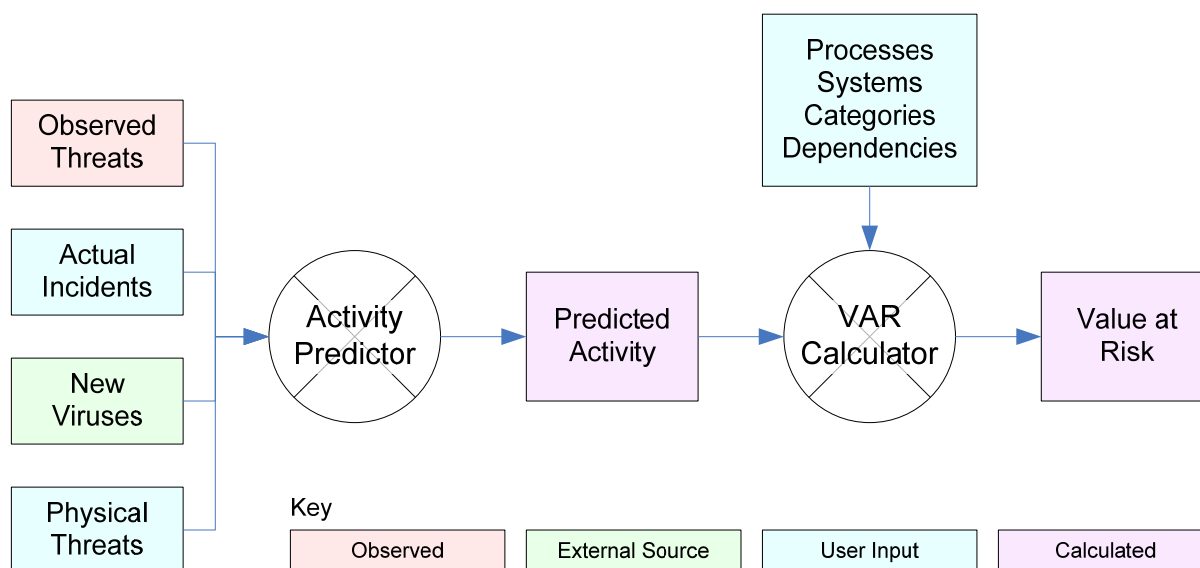 Processes
Systems
Categories
Dependencies
Observed
Threats
Actual
Incidents
Activity
Predictor
Predicted
Activity
VAR
Calculator
Value at
Risk
New
Viruses
Physical
Threats
Key
Observed
External Source
User Input
Calculated